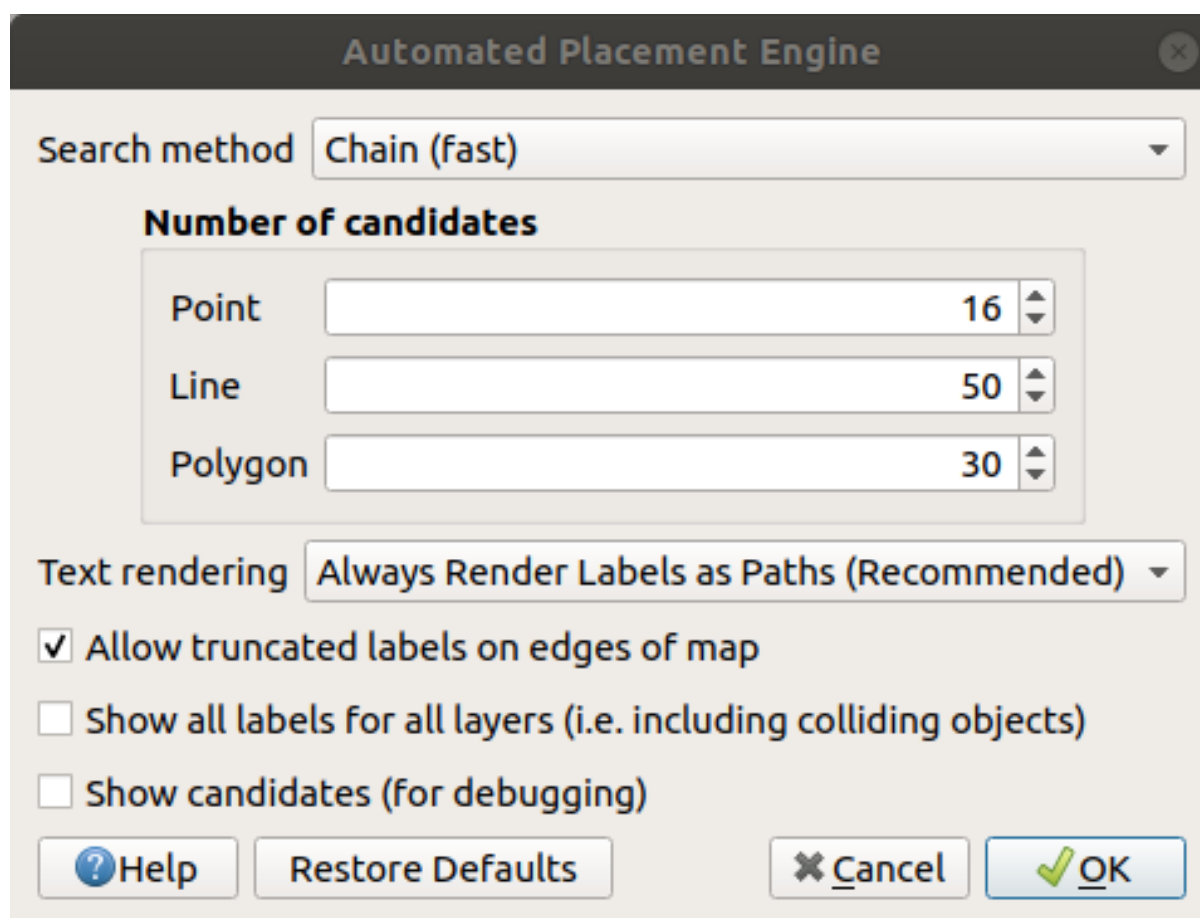 Automated Placement Engine
Search method Chain (fast)
Number of candidates
Point 16
Line 50
Polygon 30
Text rendering Always Render Labels as Paths (Recommended)
Allow truncated labels on edges of map
Show all labels for all layers (i.e. including colliding objects)
Show candidates (for debugging)
Help Restore Defaults Cancel OK